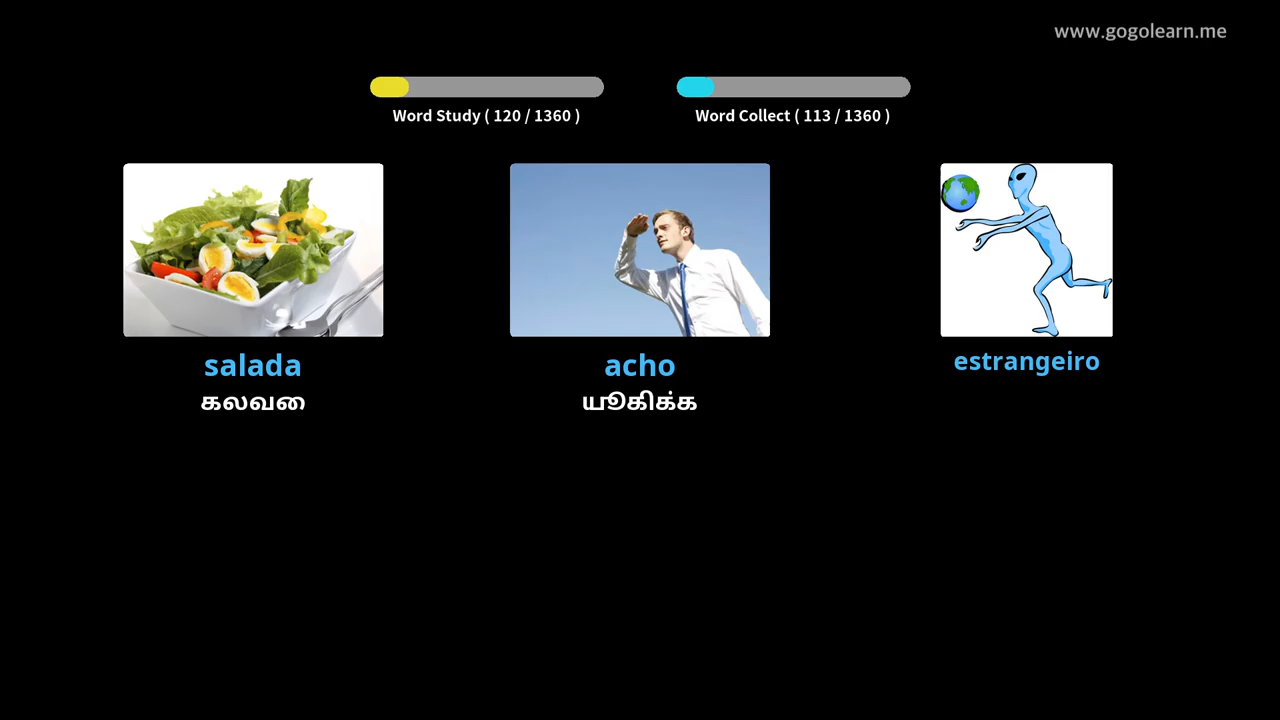 www.gogolearn.me
Word Study ( 120 / 1360 )
Word Collect ( 113 / 1360 )
salada
acho
estrangeiro
கலவை
யூகிக்க